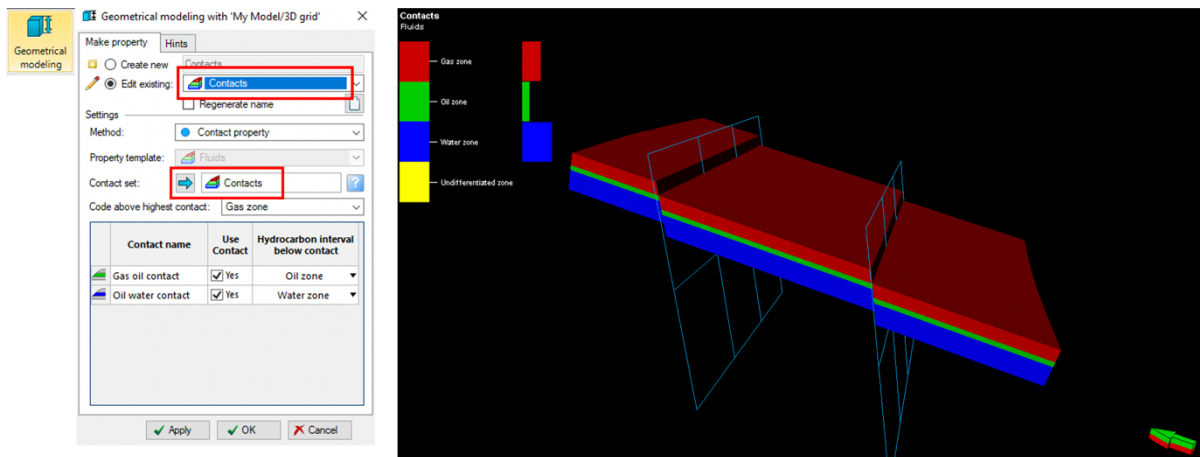 Geometrical
modeling
Geometrical modeling with 'My Model/3D grid'
Make property
Hints
Create new
Contacts
Edit existing:
Contacts
Regenerate name
Settings
Method:
Contact property
Property template:
Fluids
Contact set:
Contacts
?
Code above highest contact:
Gas zone
Contact name
Use
Contact
Hydrocarbon interval
below contact
Gas oil contact
Yes
Oil zone
Oil water contact
Yes
Water zone
Apply
OK
Cancel
Contacts
Fluids
Gas zone
Oil zone
Water zone
Undifferentiated zone